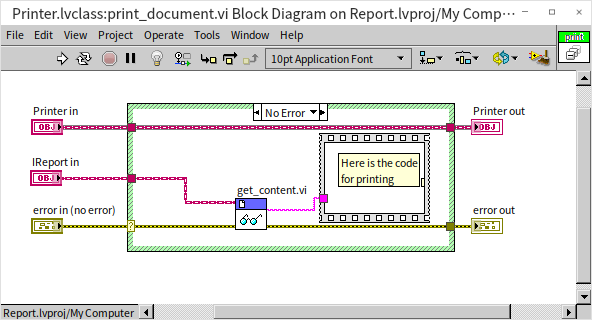 Printer.lvclass:print_document.vi Block Diagram on Report.lvproj/My Compu⋯
File Edit View Project Operate Tools Window Help
10pt Application Font
print
Printer in
No Error
Printer out
OBJ
OBJ
IReport in
OBJ
Here is the code
for printing
get_content.vi
error in (no error)
error out
?
Report.lvproj/My Computer